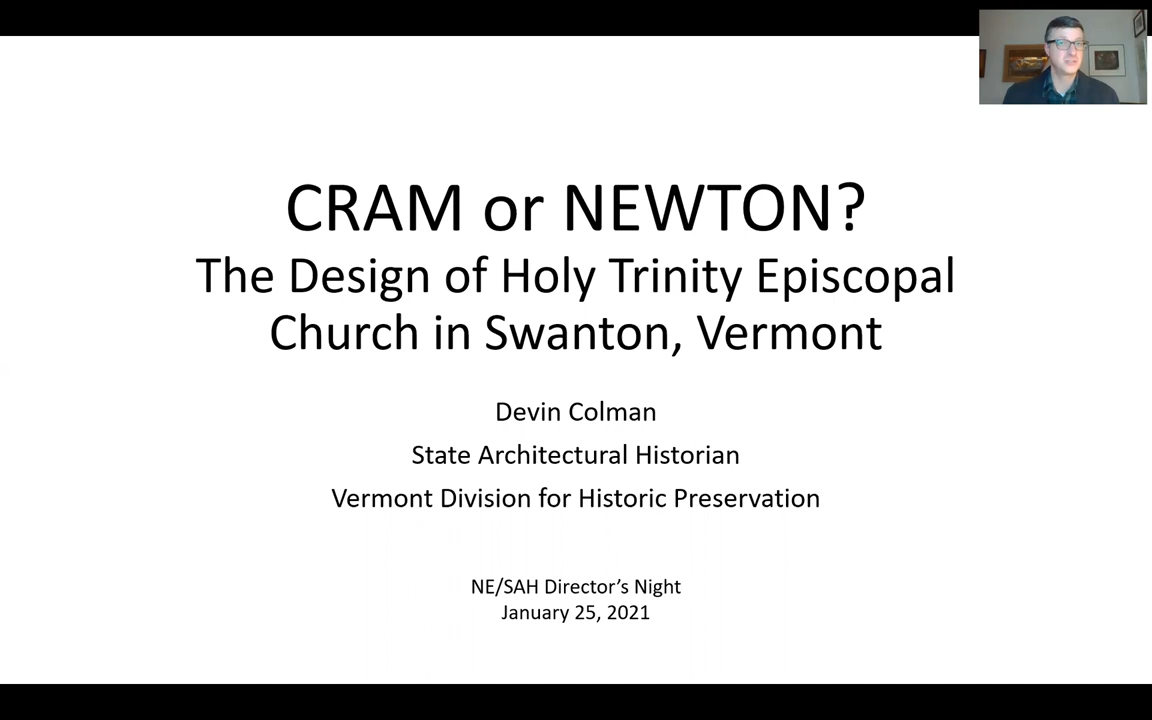 CRAM or NEWTON?
The Design of Holy Trinity Episcopal
Church in Swanton, Vermont
Devin Colman
State Architectural Historian
Vermont Division for Historic Preservation
NE/SAH Director’s Night
January 25, 2021